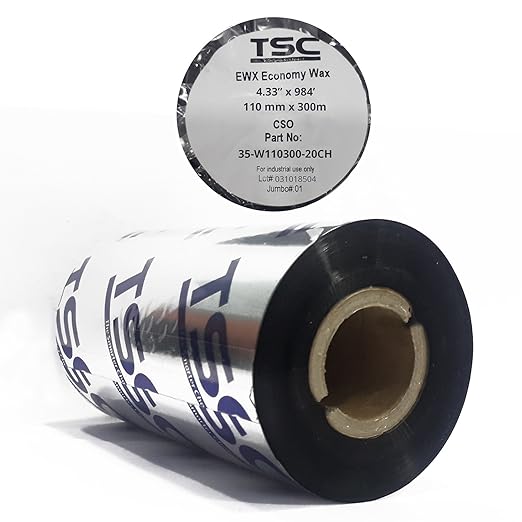 TSC
EWX Economy Wax
4.33" x 984'
110 mm x 300m
CSO
Part No:
35-W110300-20CH
For industrial use only
Lot#:031018504
Jumbo#:01
TSC
TSC
TSC